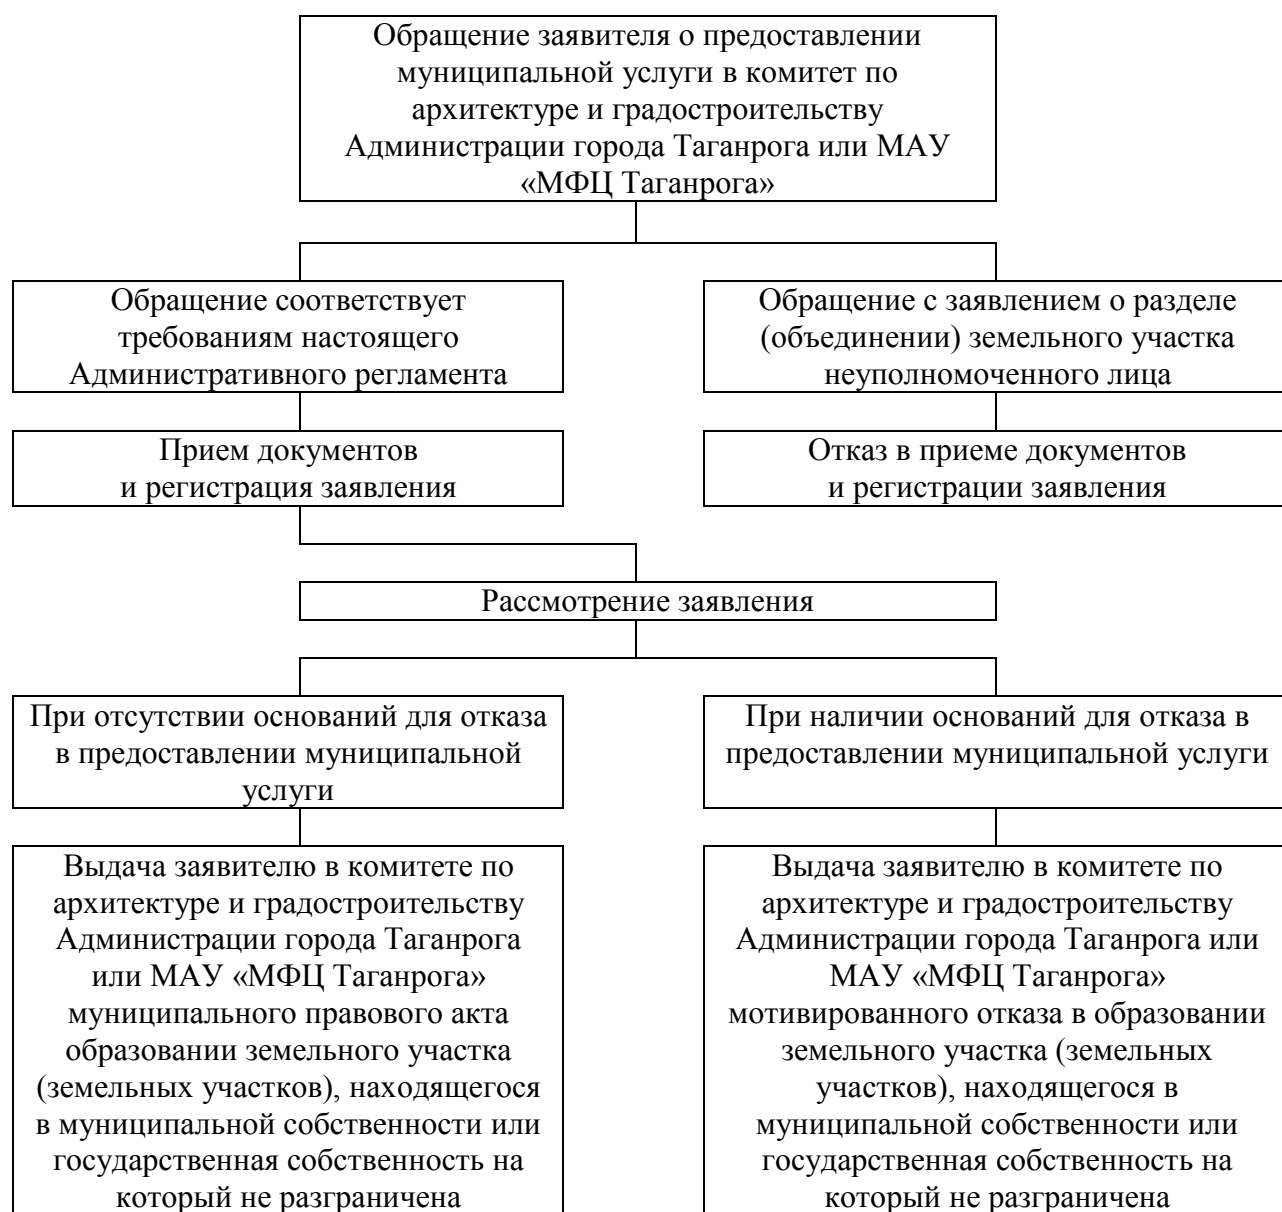 Обращение заявителя о предоставлении
муниципальной услуги в комитет по
архитектуре и градостроительству
Администрации города Таганрога или МАУ
«МФЦ Таганрога»
Обращение соответствует
требованиям настоящего
Административного регламента
Обращение с заявлением о разделе
(объединении) земельного участка
неуполномоченного лица
Прием документов
и регистрация заявления
Отказ в приеме документов
и регистрации заявления
Рассмотрение заявления
При отсутствии оснований для отказа
в предоставлении муниципальной
услуги
При наличии оснований для отказа в
предоставлении муниципальной услуги
Выдача заявителю в комитете по
архитектуре и градостроительству
Администрации города Таганрога
или МАУ «МФЦ Таганрога»
муниципального правового акта
образовании земельного участка
(земельных участков), находящегося
в муниципальной собственности или
государственная собственность на
который не разграничена
Выдача заявителю в комитете по
архитектуре и градостроительству
Администрации города Таганрога или
МАУ «МФЦ Таганрога»
мотивированного отказа в образовании
земельного участка (земельных
участков), находящегося в
муниципальной собственности или
государственная собственность на
который не разграничена